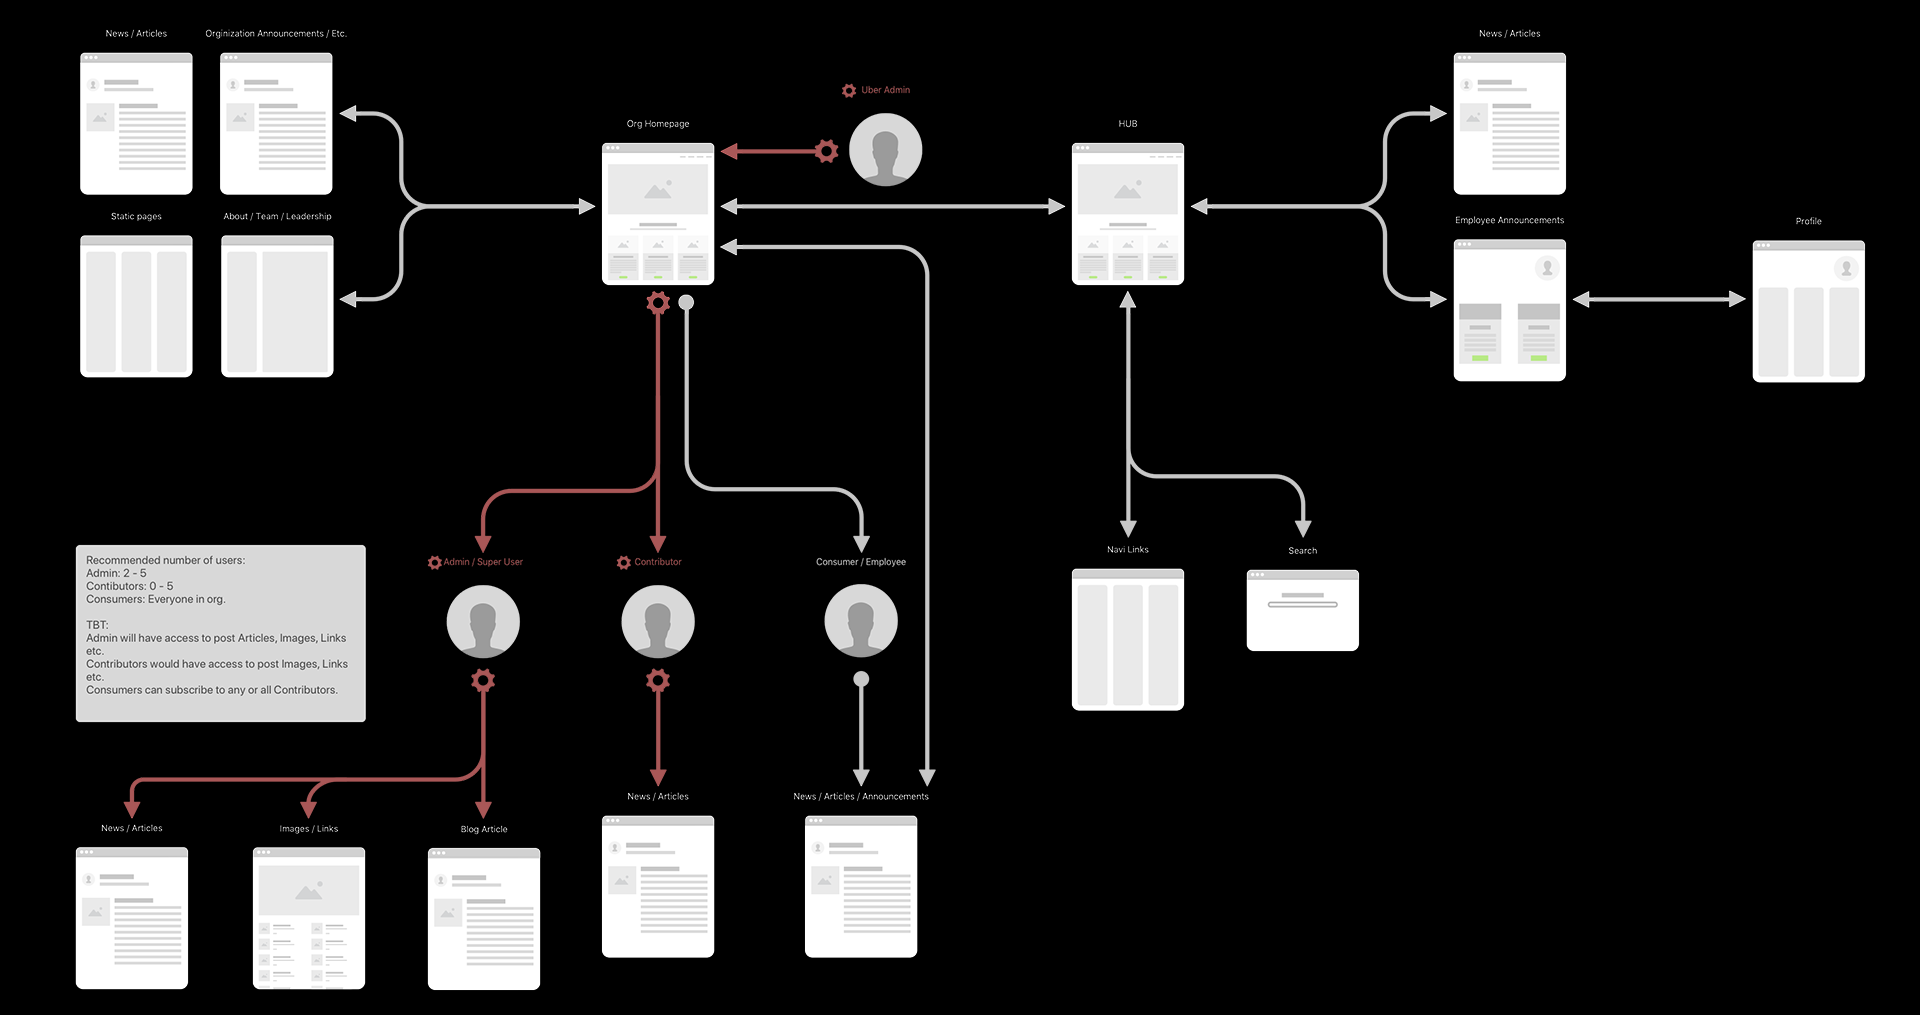 News / Articles
Orginization Announcements / Etc.
News / Articles
Uber Admin
Org Homepage
HUB
Static pages
About / Team / Leadership
Employee Announcements
Profile
Navi Links
Search
Recommended number of users:
Admin: 2 - 5
Contibutors: 0 - 5
Consumers: Everyone in org.
TBT:
Admin will have access to post Articles, Images, Links
etc.
Contributors would have access to post Images, Links
etc.
Consumers can subscribe to any or all Contributors.
Admin / Super User
Contributor
Consumer / Employee
News / Articles
News / Articles / Announcements
News / Articles
Images / Links
Blog Article